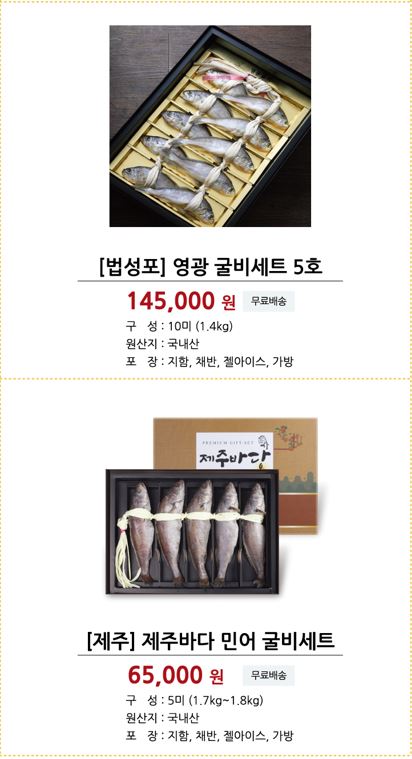 [법성포] 영광 굴비세트 5호
145,000 원 무료배송
구 성 : 10미 (1.4kg)
원산지 : 국내산
포 장 : 지함, 채반, 젤아이스, 가방
PREMIUM GIFT SET
제주바당
[제주] 제주바다 민어 굴비세트
65,000 원 무료배송
구 성 : 5미 (1.7kg~1.8kg)
원산지 : 국내산
포 장 : 지함, 채반, 젤아이스, 가방